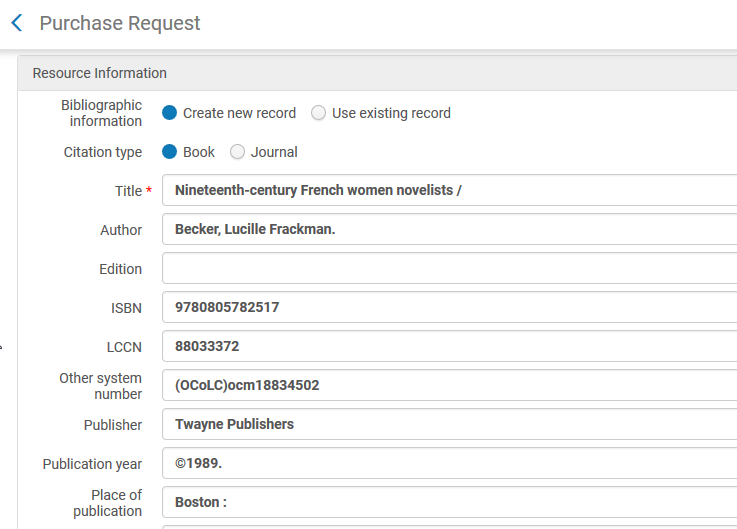 Purchase Request
Resource Information
Bibliographic
information
Create new record
Use existing record
Citation type
Book
Journal
Title *
Nineteenth-century French women novelists /
Author
Becker, Lucille Frackman.
Edition
ISBN
9780805782517
LCCN
88033372
Other system
number
(OCoLC)ocm18834502
Publisher
Twayne Publishers
Publication year
©1989.
Place of
publication
Boston :